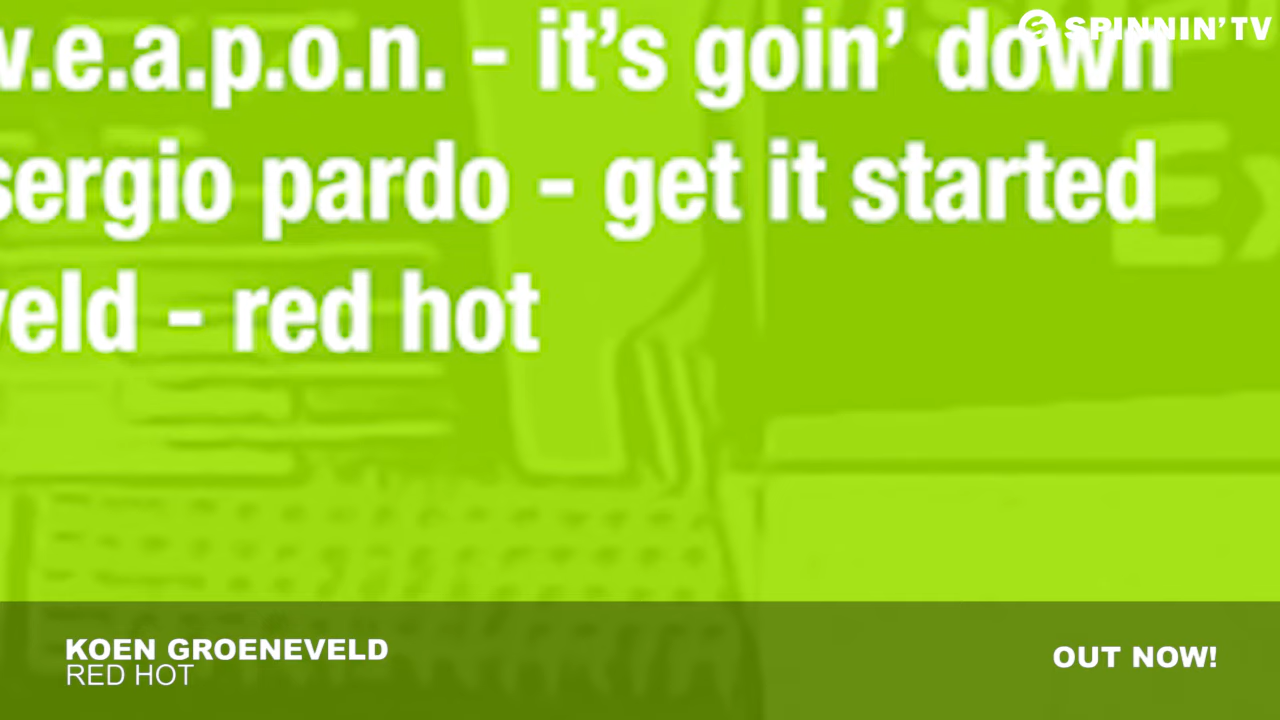 SPINNIN' TV
w.e.a.p.o.n. - it's goin' down
sergio pardo - get it started
veld - red hot
Ex
KOEN GROENEVELD
RED HOT
OUT NOW!